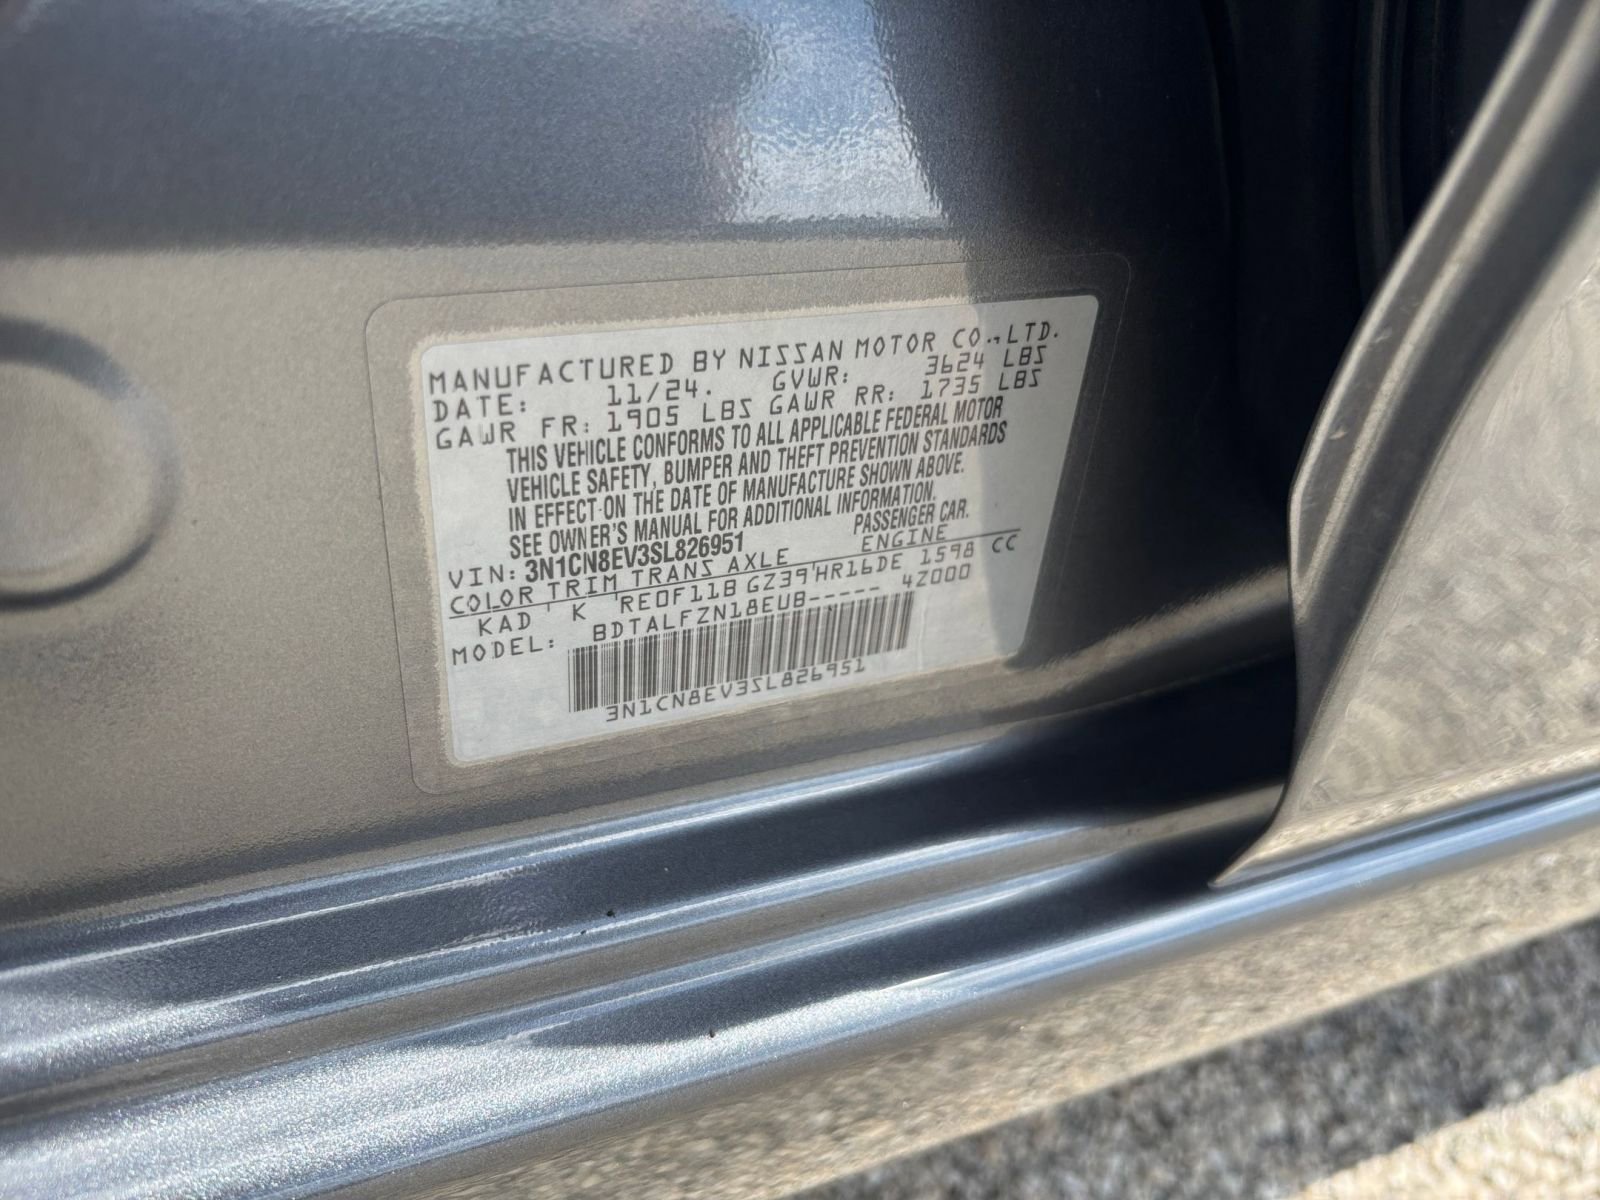 MANUFACTURED BY NISSAN MOTOR CO.,LTD.
DATE: 11/24. GVWR: 3624 LBS
GAWR FR: 1905 LBS GAWR RR: 1735 LBS
THIS VEHICLE CONFORMS TO ALL APPLICABLE FEDERAL MOTOR
VEHICLE SAFETY, BUMPER AND THEFT PREVENTION STANDARDS
IN EFFECT ON THE DATE OF MANUFACTURE SHOWN ABOVE.
SEE OWNER'S MANUAL FOR ADDITIONAL INFORMATION.
VIN: 3N1CN8EV3SL826951 PASSENGER CAR.
COLOR TRIM TRANS AXLE ENGINE
KAD K RE0F11B GZ39 HR16DE 1598 CC
MODEL: BDTALFZN18EUB----- 4Z000
3N1CN8EV3SL826951